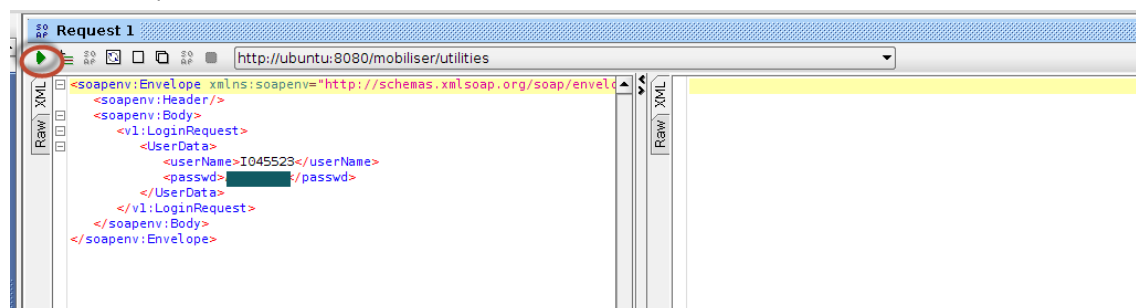 Request 1
http://ubuntu:8080/mobiliser/utilities
XML
Raw
<soapenv:Envelope xmlns:soapenv="http://schemas.xmlsoap.org/soap/envelo
<soapenv:Header/>
<soapenv:Body>
<v1:LoginRequest>
<UserData>
<userName>I045523</userName>
<passwd> </passwd>
</UserData>
</v1:LoginRequest>
</soapenv:Body>
</soapenv:Envelope>
XML
Raw